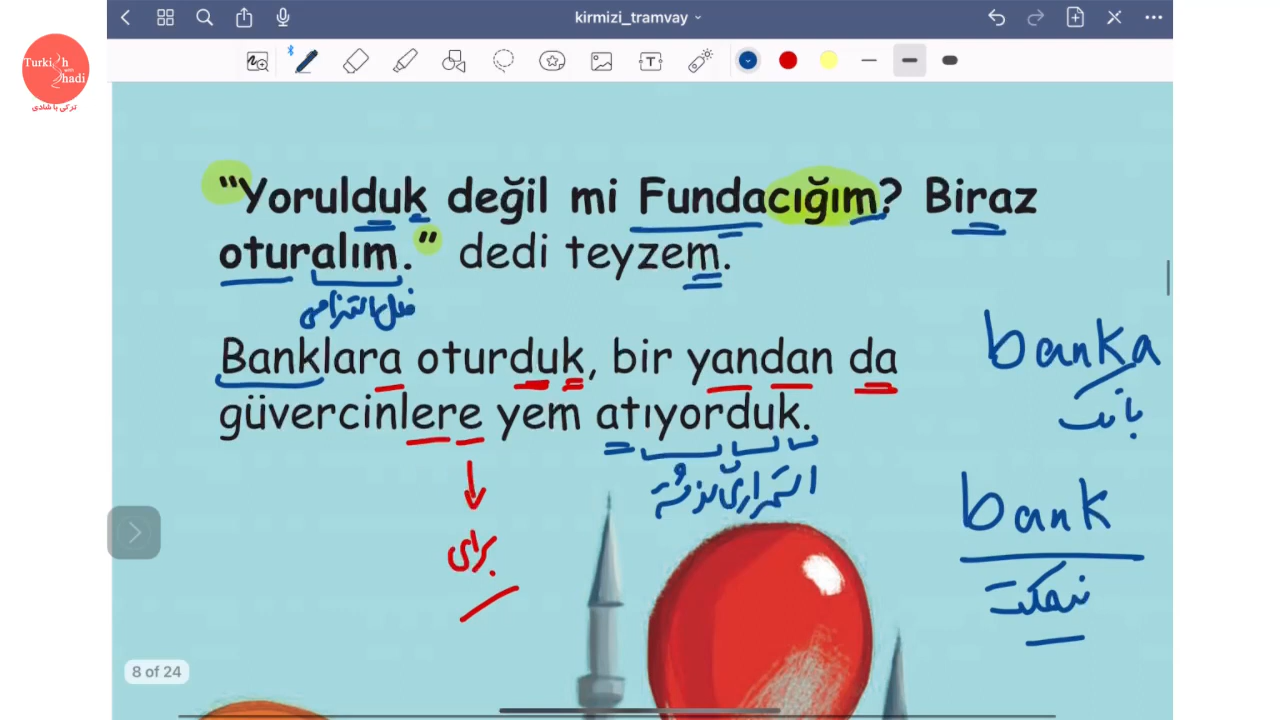 kirmizi_tramvay
Turkish with Shadi
ترکی با شادی
"Yorulduk değil mi Fundacığım? Biraz
oturalım." dedi teyzem.
فعل التزامی
Banklara oturduk, bir yandan da
güvercinlere yem atıyorduk.
استمراری گذشته
برای
banka
بانک
bank
نیمکت
8 of 24